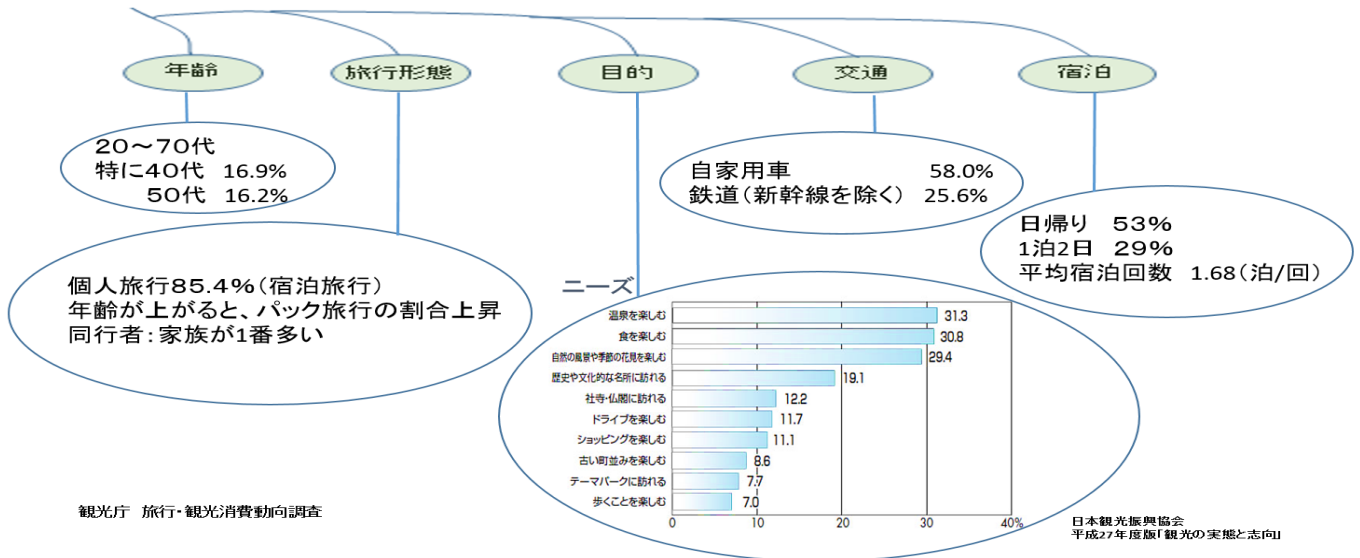 年齢
旅行形態
目的
交通
宿泊
20～70代
特に40代 16.9%
50代 16.2%
自家用車 58.0%
鉄道（新幹線を除く） 25.6%
日帰り 53%
1泊2日 29%
平均宿泊回数 1.68（泊/回）
個人旅行85.4%（宿泊旅行）
年齢が上がると、パック旅行の割合上昇
同行者：家族が1番多い
ニーズ
温泉を楽しむ 31.3
食を楽しむ 30.8
自然の風景や季節の花見を楽しむ 29.4
歴史や文化的な名所に訪れる 19.1
社寺・仏閣に訪れる 12.2
ドライブを楽しむ 11.7
ショッピングを楽しむ 11.1
古い町並みを楽しむ 8.6
テーマパークに訪れる 7.7
歩くことを楽しむ 7.0
0 10 20 30 40%
観光庁 旅行・観光消費動向調査
日本観光振興協会
平成27年度版「観光の実態と志向」